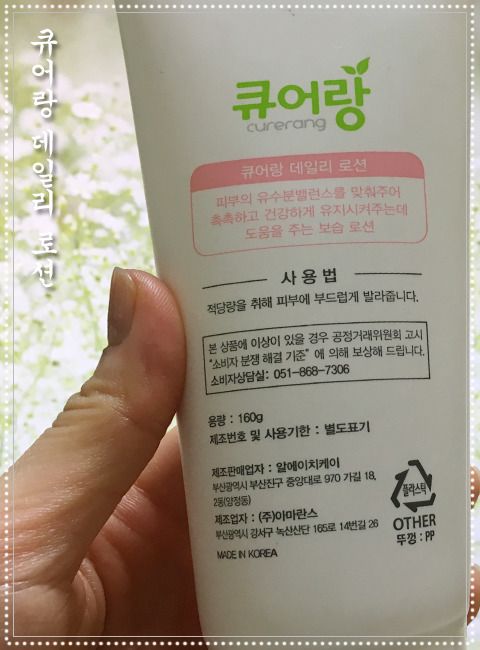 큐어랑 데일리 로션
큐어랑
curerang
큐어랑 데일리 로션
피부의 유수분밸런스를 맞춰주어
촉촉하고 건강하게 유지시켜주는데
도움을 주는 보습 로션
사 용 법
적당량을 취해 피부에 부드럽게 발라줍니다.
본 상품에 이상이 있을 경우 공정거래위원회 고시
"소비자 분쟁 해결 기준" 에 의해 보상해 드립니다.
소비자상담실: 051-868-7306
용량 : 160g
제조번호 및 사용기한 : 별도표기
제조판매업자 : 알에이치케이
부산광역시 부산진구 중앙대로 970 가길 18,
2동(양정동)
제조업자 : (주)아마란스
부산광역시 강서구 녹산산단 165로 14번길 26
MADE IN KOREA
플라스틱
OTHER
뚜껑 : PP